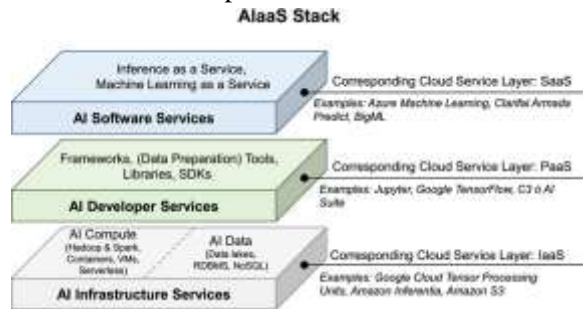 AIaaS Stack
Inference as a Service,
Machine Learning as a Service
AI Software Services
Corresponding Cloud Service Layer: SaaS
Examples: Azure Machine Learning, Clarifai Armada
Predict, BigML
Frameworks, (Data Preparation) Tools,
Libraries, SDKs
AI Developer Services
Corresponding Cloud Service Layer: PaaS
Examples: Jupyter, Google TensorFlow, C3 AI
Suite
AI Compute
(Hadoop & Spark,
Containers, VMs,
Serverless)
AI Data
(Data lakes,
RDBMS, NoSQL)
AI Infrastructure Services
Corresponding Cloud Service Layer: IaaS
Examples: Google Cloud Tensor Processing
Units, Amazon Inferentia, Amazon S3